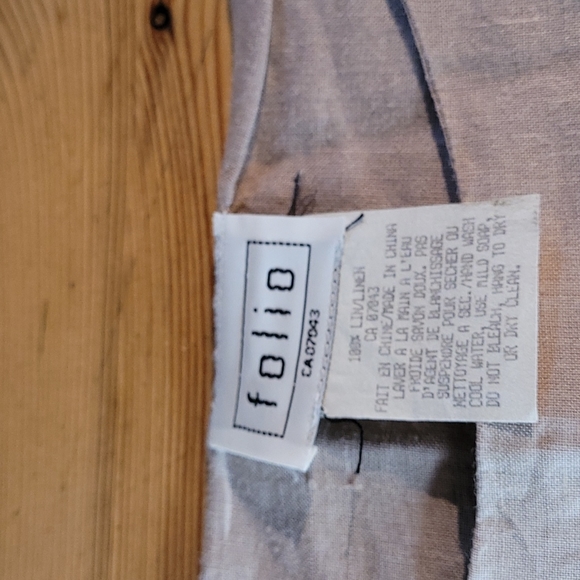 folio
CA07043
100% LIN/LINEN
CA 07043
FAIT EN CHINE/MADE IN CHINA
LAVER A LA MAIN A L'EAU
FROIDE SAVON DOUX. PAS
D'AGENT DE BLANCHISSAGE
SUSPENDRE POUR SECHER OU
NETTOYAGE A SEC./HAND WASH
COOL WATER, USE MILD SOAP,
DO NOT BLEACH, HANG TO DRY
OR DRY CLEAN.